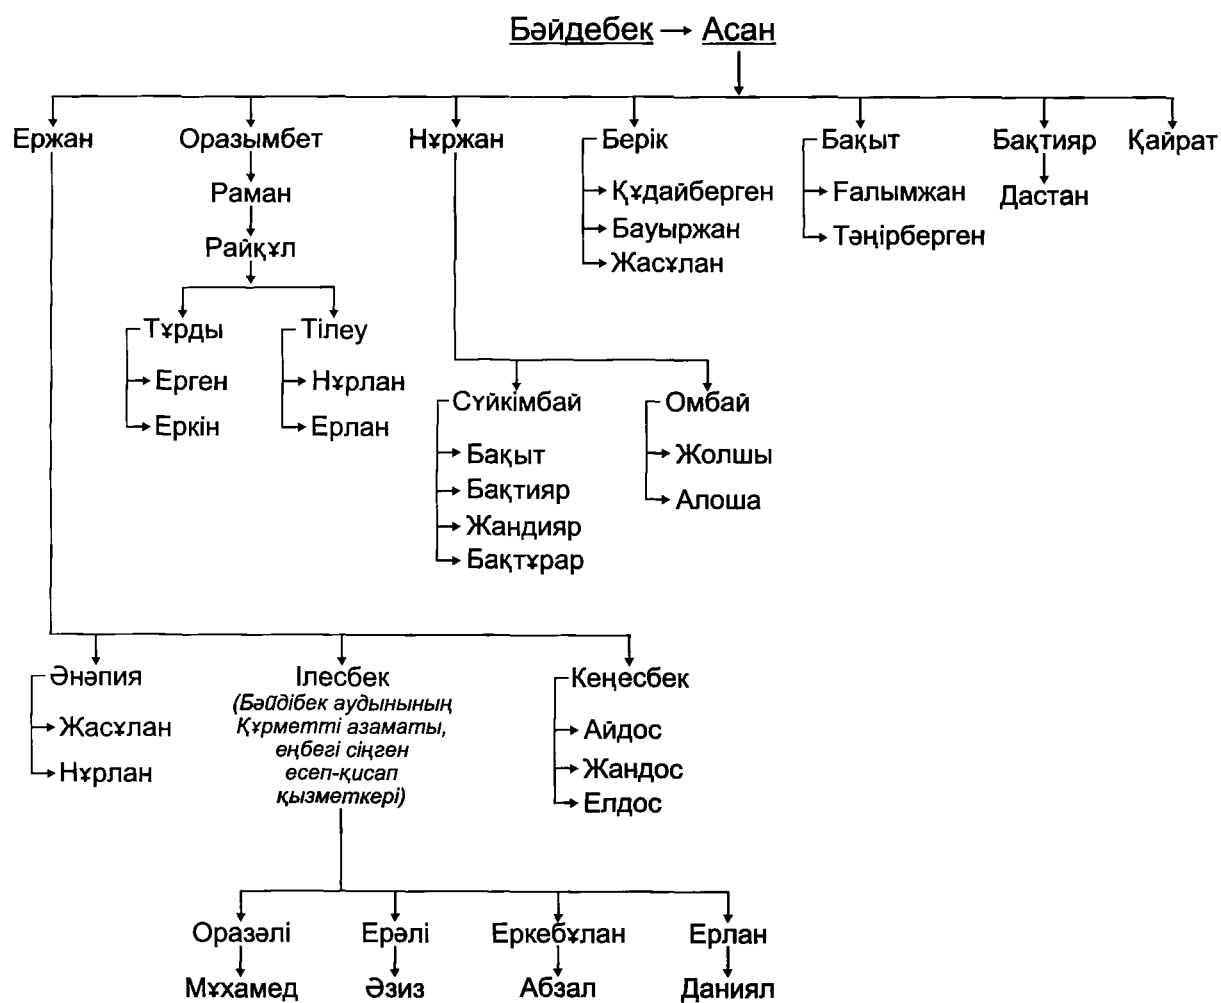 Бәйдебек → Асан
Ержан Оразымбет Нұржан Берік Бақыт Бақтияр Қайрат
Раман Құдайберген Ғалымжан Дастан
Бауыржан Тәңірберген
Райқұл Жасұлан
Тұрды Тілеу
Ерген Нұрлан
Еркін Ерлан
Сүйкімбай Омбай
Бақыт Жолшы
Бақтияр Алоша
Жандияр
Бақтұрар
Әнәпия Ілесбек Кеңесбек
(Бәйдібек аудынының
Жасұлан Құрметті азаматы, Айдос
еңбегі сіңген
Нұрлан есеп-қисап Жандос
қызметкері) Елдос
Оразәлі Ерәлі Еркебұлан Ерлан
Мұхамед Әзиз Абзал Даниял